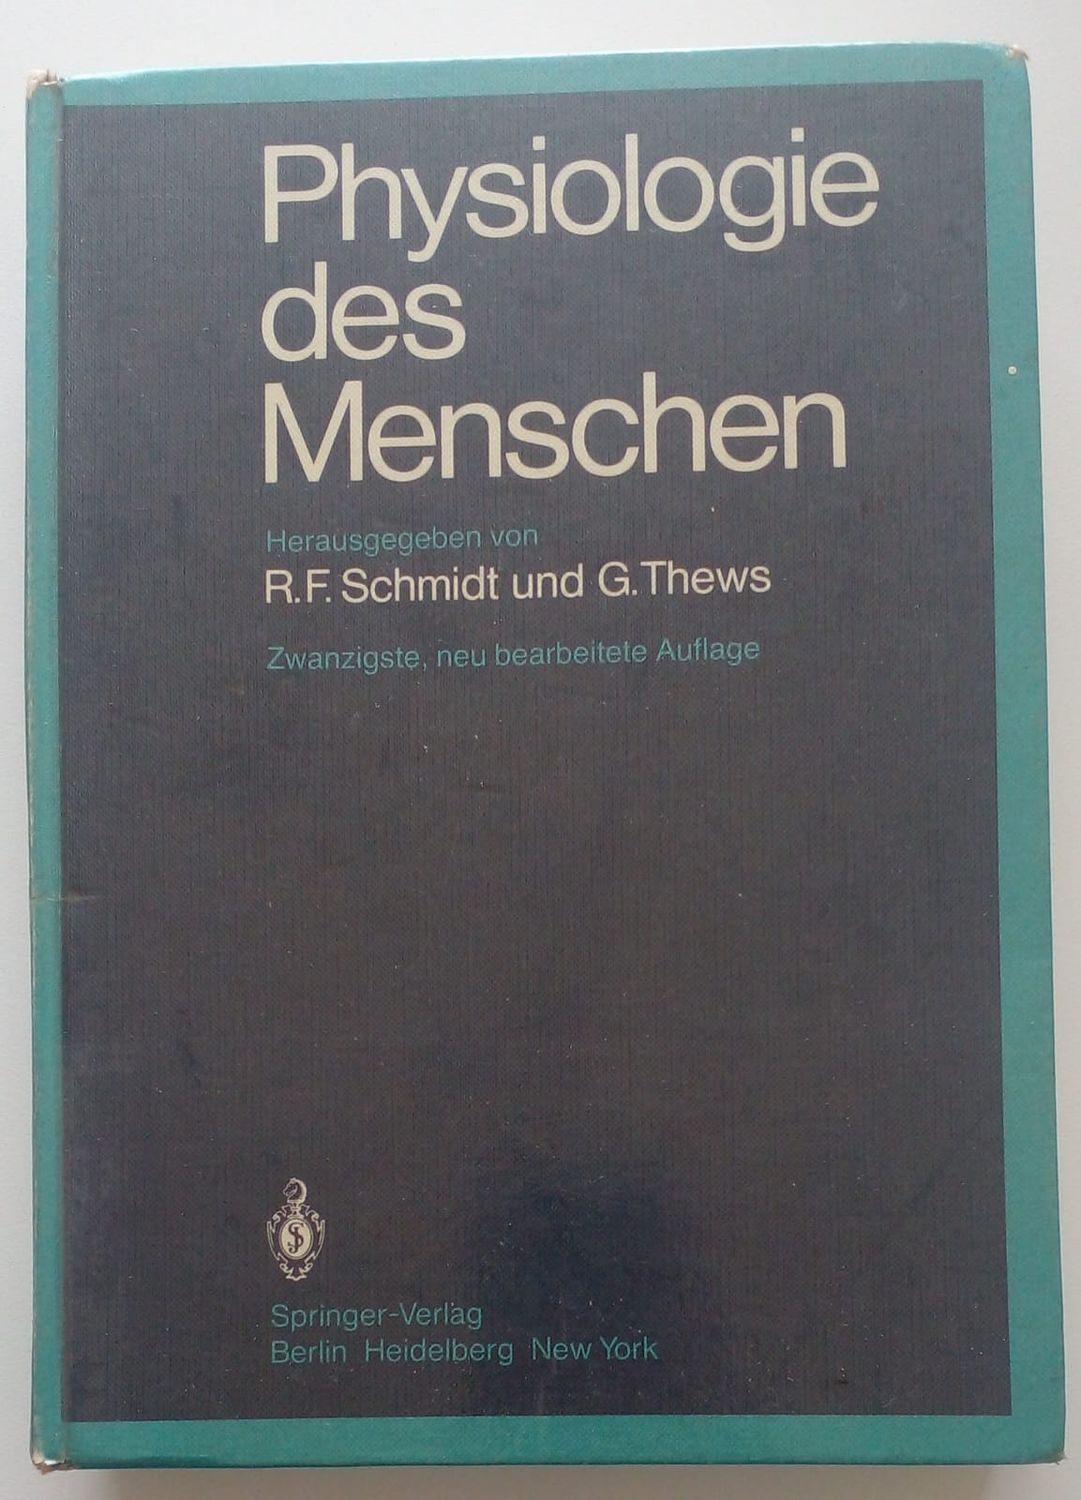 Physiologie
des
Menschen
Herausgegeben von
R.F. Schmidt und G. Thews
Zwanzigste, neu bearbeitete Auflage
Springer-Verlag
Berlin Heidelberg New York